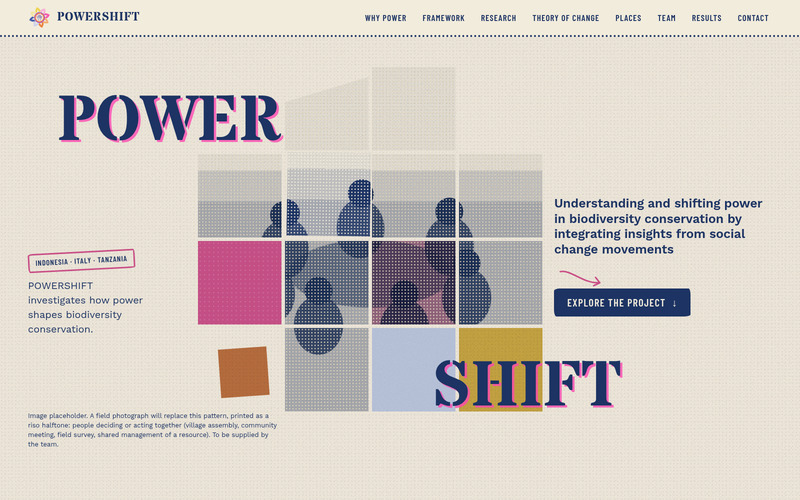 POWERSHIFT
WHY POWER
FRAMEWORK
RESEARCH
THEORY OF CHANGE
PLACES
TEAM
RESULTS
CONTACT
POWER
Understanding and shifting power
in biodiversity conservation by
integrating insights from social
change movements
INDONESIA · ITALY · TANZANIA
POWERSHIFT
investigates how power
shapes biodiversity
conservation.
EXPLORE THE PROJECT ↓
SHIFT
Image placeholder. A field photograph will replace this pattern, printed as a
riso halftone: people deciding or acting together (village assembly, community
meeting, field survey, shared management of a resource). To be supplied by
the team.